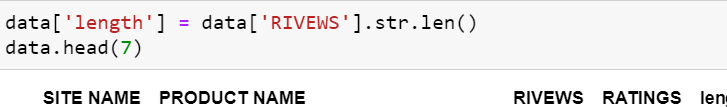 data['length'] = data['RIVEWS'].str.len()
data.head(7)
SITE NAME PRODUCT NAME RIVEWS RATINGS